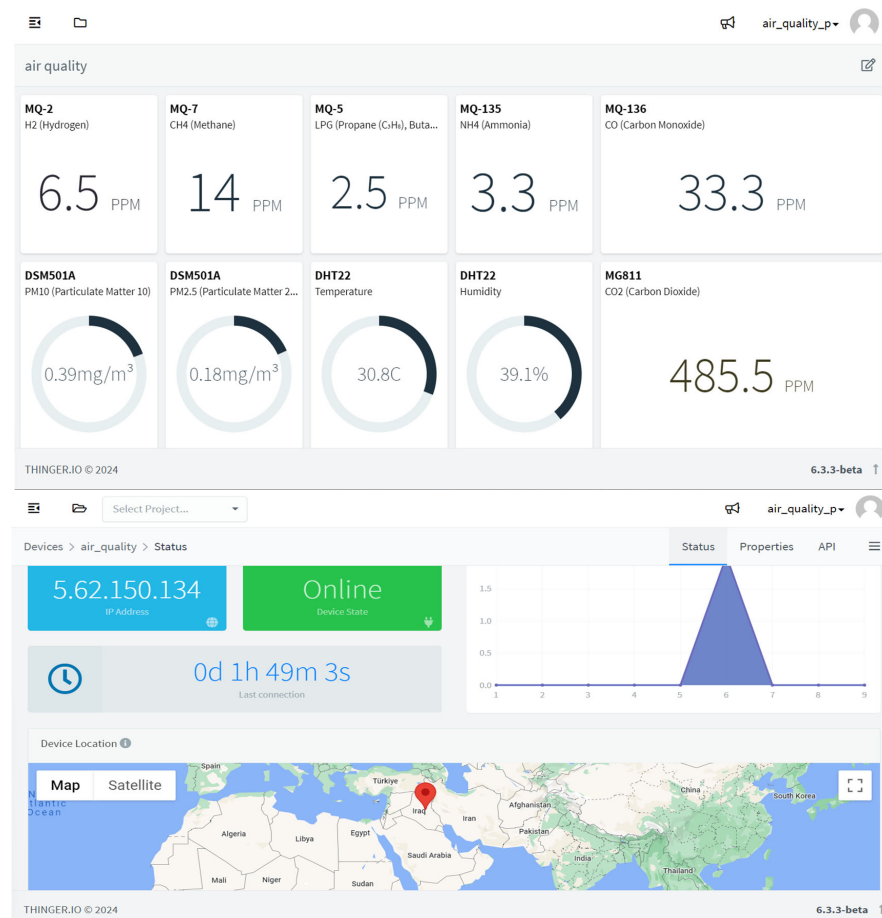 air_quality_p
air quality
MQ-2
H2 (Hydrogen)
6.5 PPM
MQ-7
CH4 (Methane)
14 PPM
MQ-5
LPG (Propane (C₃H₈), Buta...
2.5 PPM
MQ-135
NH4 (Ammonia)
3.3 PPM
MQ-136
CO (Carbon Monoxide)
33.3 PPM
DSM501A
PM10 (Particulate Matter 10)
0.39mg/m³
DSM501A
PM2.5 (Particulate Matter 2...
0.18mg/m³
DHT22
Temperature
30.8C
DHT22
Humidity
39.1%
MG811
CO2 (Carbon Dioxide)
485.5 PPM
THINGER.IO © 2024
6.3.3-beta
Select Project...
air_quality_p
Devices > air_quality > Status
Status Properties API
5.62.150.134
IP Address
Online
Device State
0d 1h 49m 3s
Last connection
1.5
1.0
0.5
0.0
1 2 3 4 5 6 7 8 9
Device Location
Map Satellite
Spain
Türkiye
China
South Korea
Ocean
Iraq
Iran
Afghanistan
Algeria
Libya
Egypt
Pakistan
Saudi Arabia
India
Thailand
Mali
Niger
Sudan
THINGER.IO © 2024
6.3.3-beta